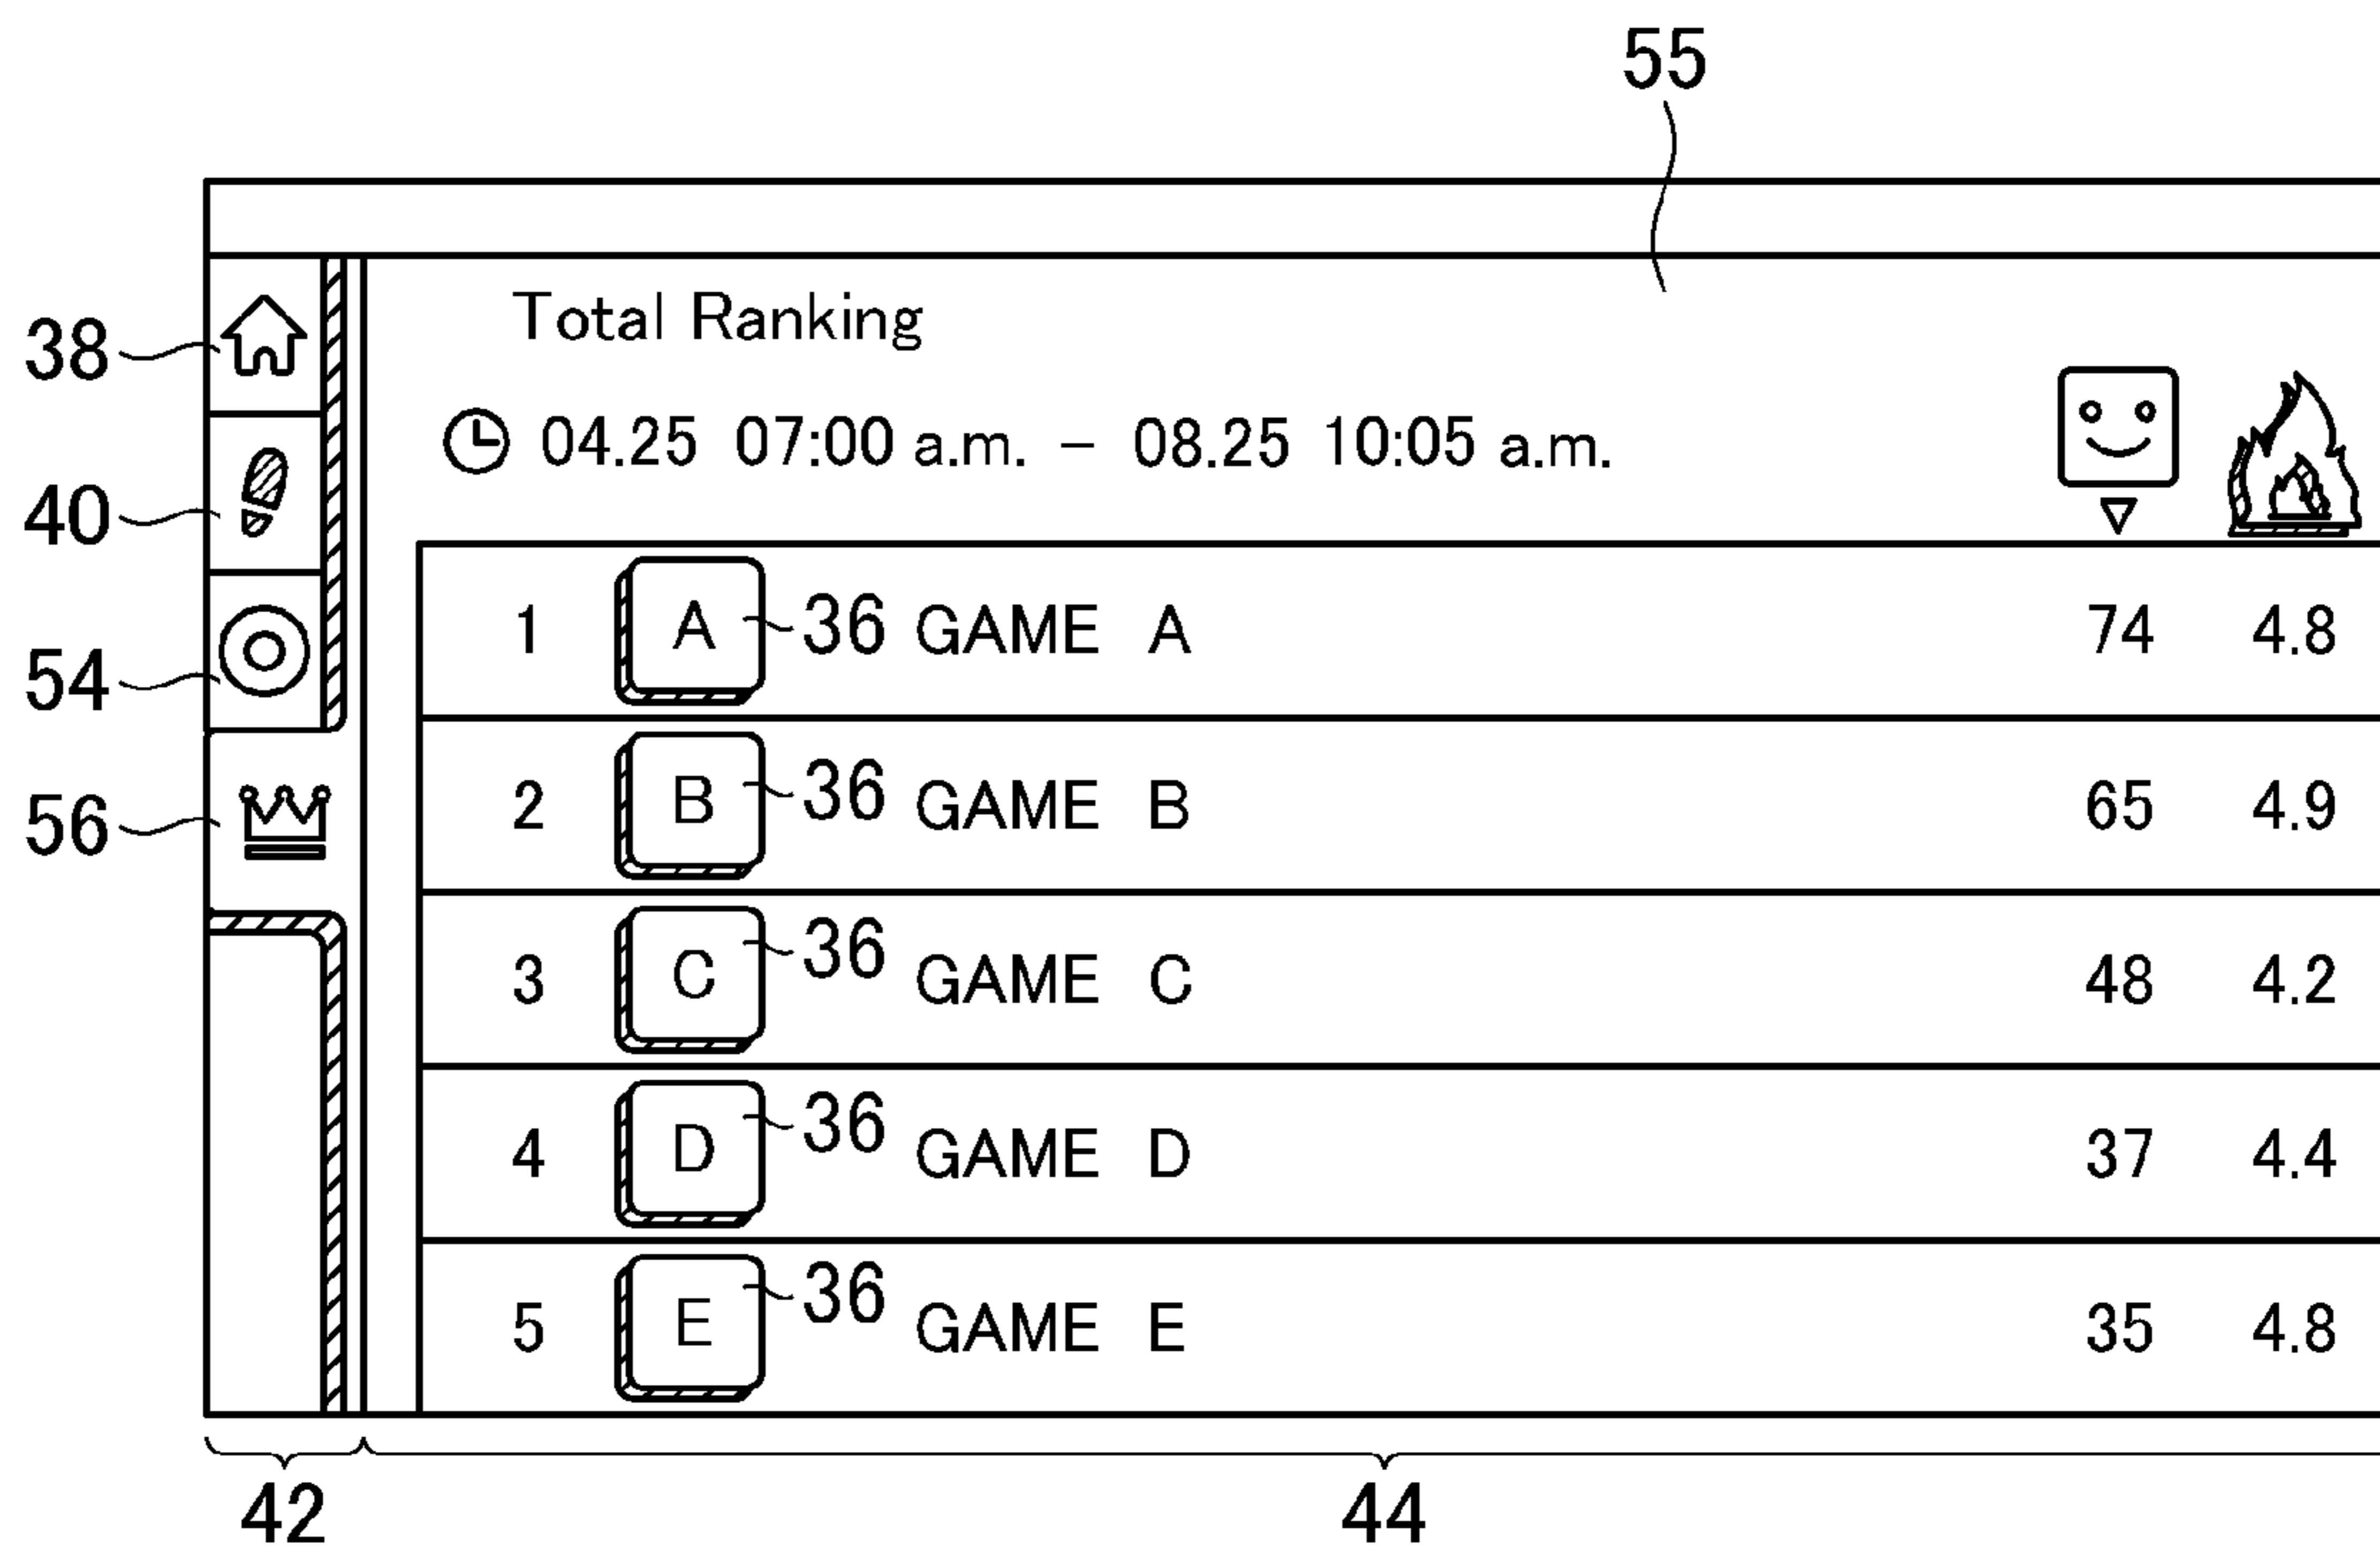 55
Total Ranking
38
04.25 07:00 a.m. – 08.25 10:05 a.m.
40
1 A 36 GAME A 74 4.8
54
2 B 36 GAME B 65 4.9
56
3 C 36 GAME C 48 4.2
4 D 36 GAME D 37 4.4
5 E 36 GAME E 35 4.8
42 44